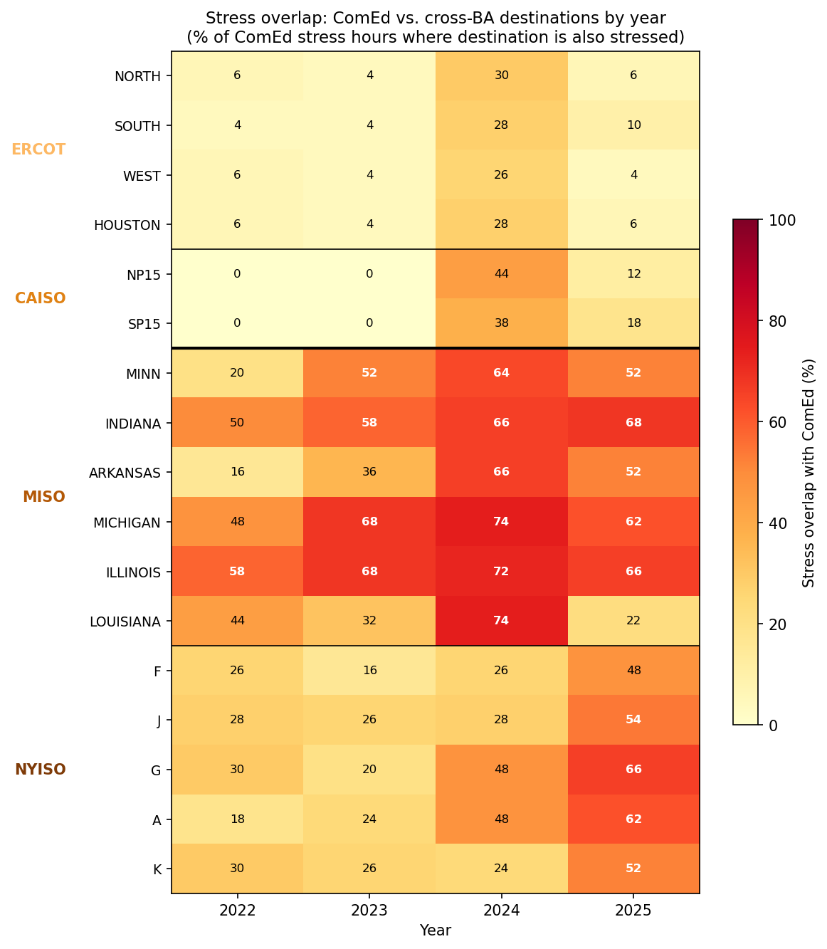 Stress overlap: ComEd vs. cross-BA destinations by year
(% of ComEd stress hours where destination is also stressed)
ERCOT
NORTH 6 4 30 6
SOUTH 4 4 28 10
WEST 6 4 26 4
HOUSTON 6 4 28 6
CAISO
NP15 0 0 44 12
SP15 0 0 38 18
MISO
MINN 20 52 64 52
INDIANA 50 58 66 68
ARKANSAS 16 36 66 52
MICHIGAN 48 68 74 62
ILLINOIS 58 68 72 66
LOUISIANA 44 32 74 22
NYISO
F 26 16 26 48
J 28 26 28 54
G 30 20 48 66
A 18 24 48 62
K 30 26 24 52
2022 2023 2024 2025
Year
100
80
60
40
20
0
Stress overlap with ComEd (%)